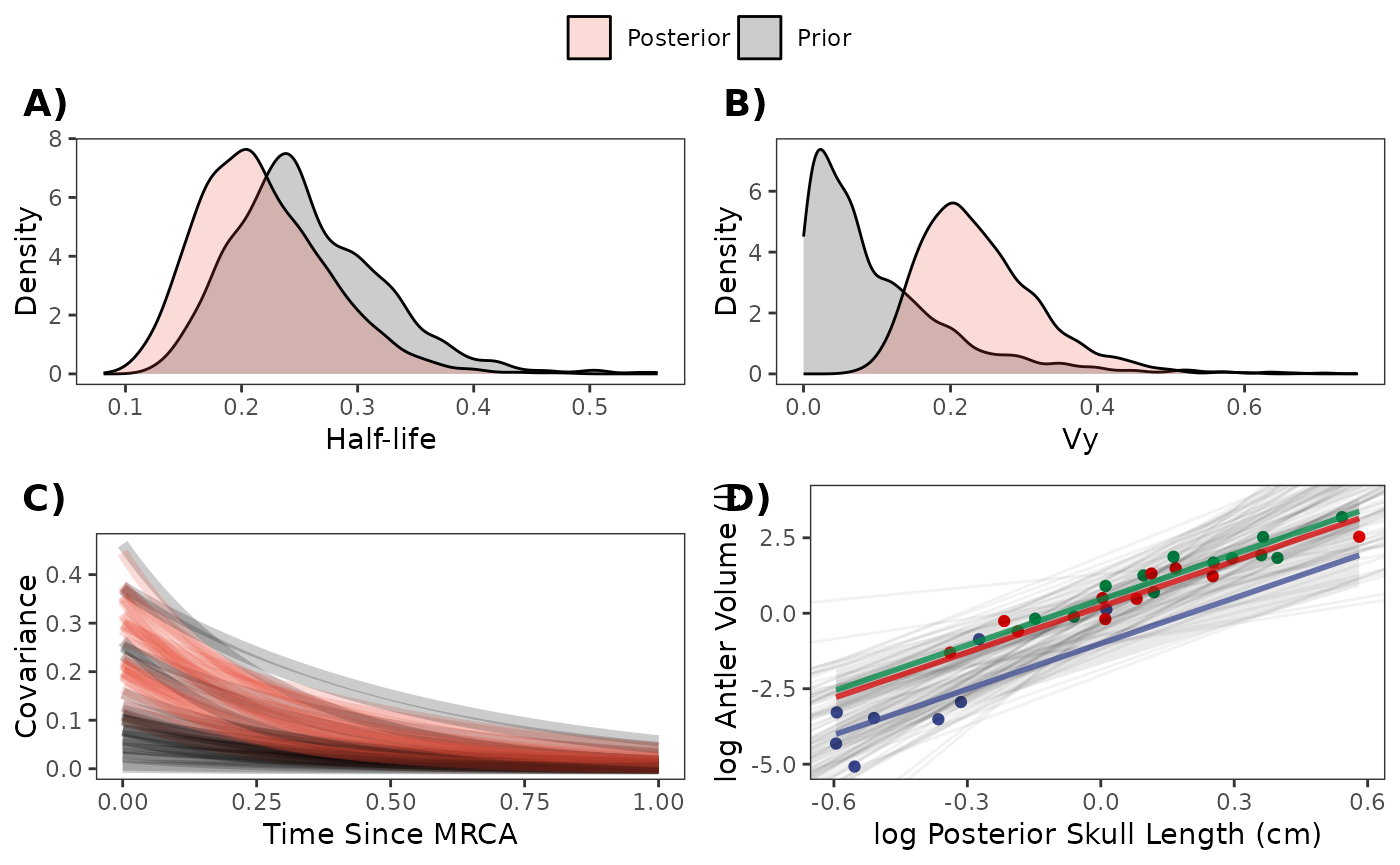 Posterior Prior
A)
Density
8
6
4
2
0
0.1 0.2 0.3 0.4 0.5
Half-life
B)
Density
6
4
2
0
0.0 0.2 0.4 0.6
Vy
C)
Covariance
0.4
0.3
0.2
0.1
0.0
0.00 0.25 0.50 0.75 1.00
Time Since MRCA
D)
log Antler Volume (l)
2.5
0.0
-2.5
-5.0
-0.6 -0.3 0.0 0.3 0.6
log Posterior Skull Length (cm)